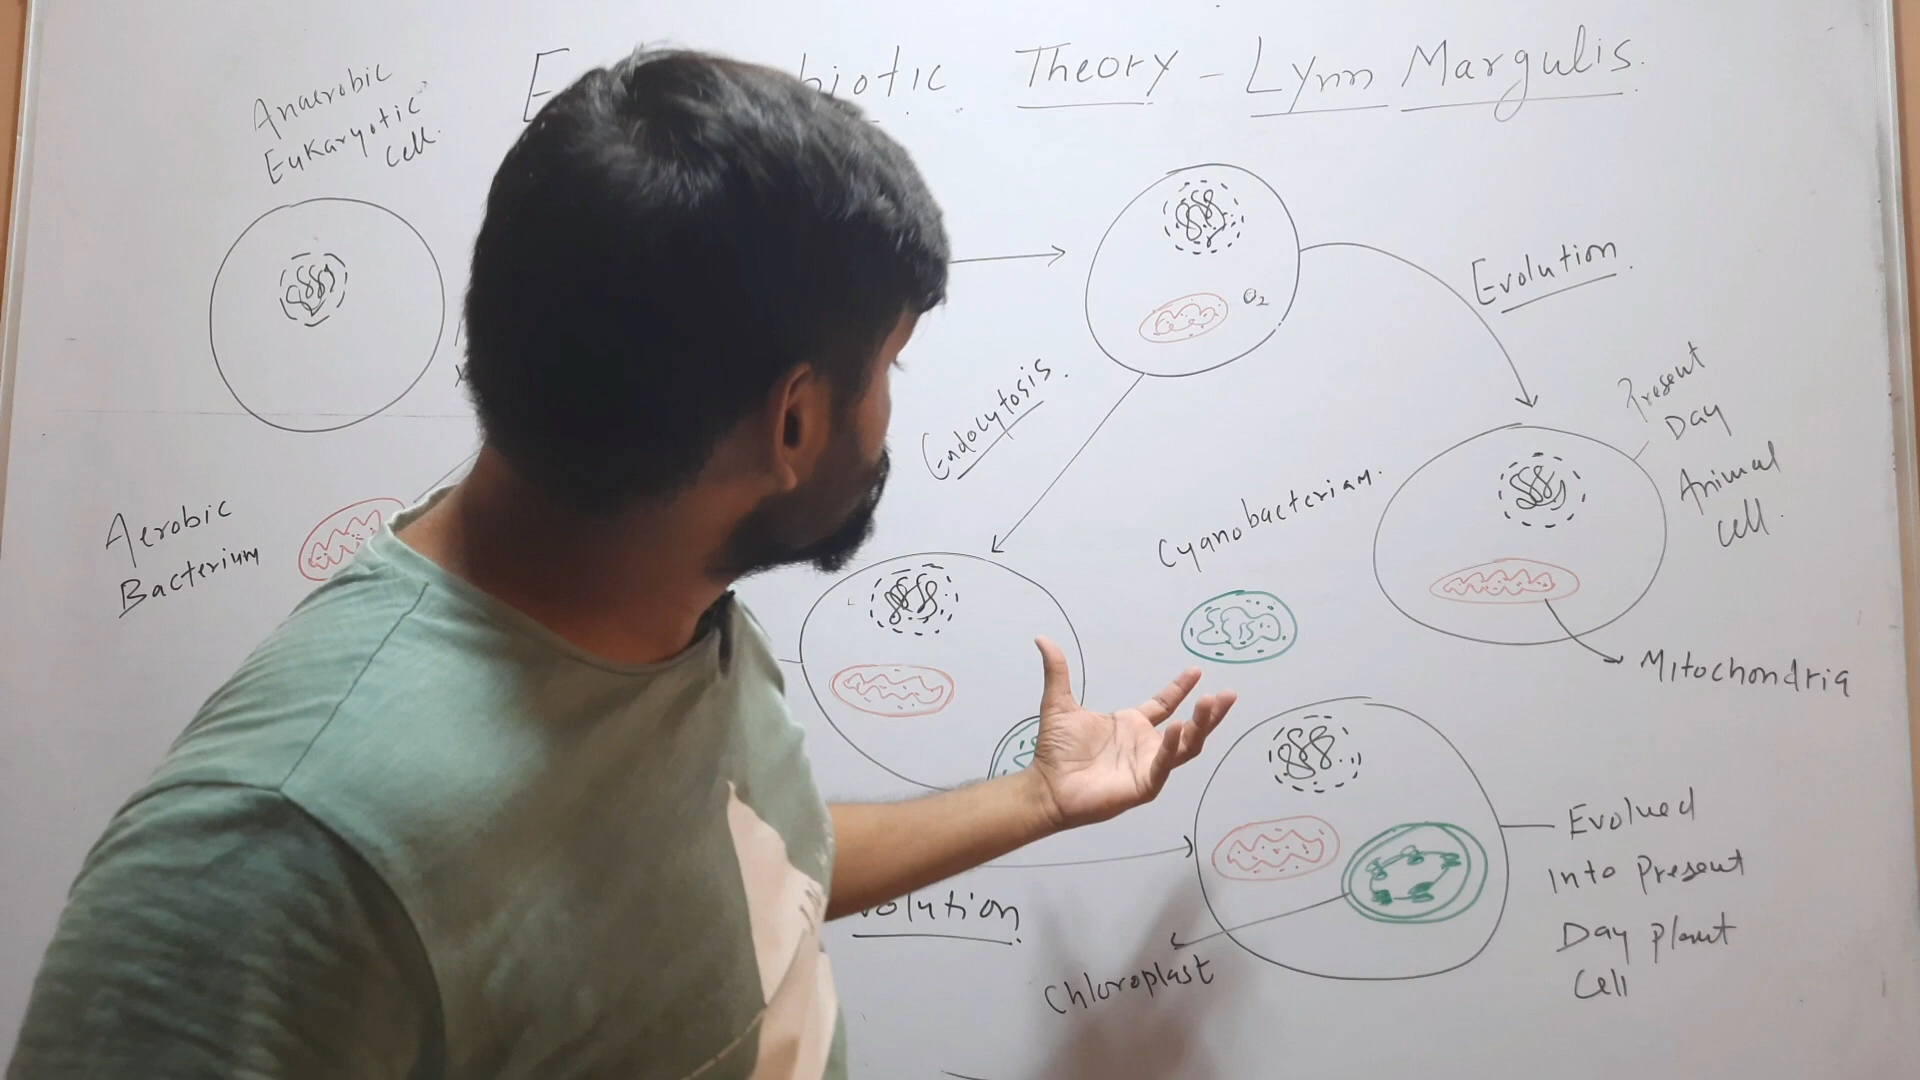 biotic Theory - Lynn Margulis.
Anaerobic
Eukaryotic
Cell.
O2
Evolution.
Endocytosis.
Present
Day
Animal
Cell.
Cyanobacterium.
Aerobic
Bacterium
Mitochondria
Evolved
Into Present
Day Plant
Cell
volution.
Chloroplast